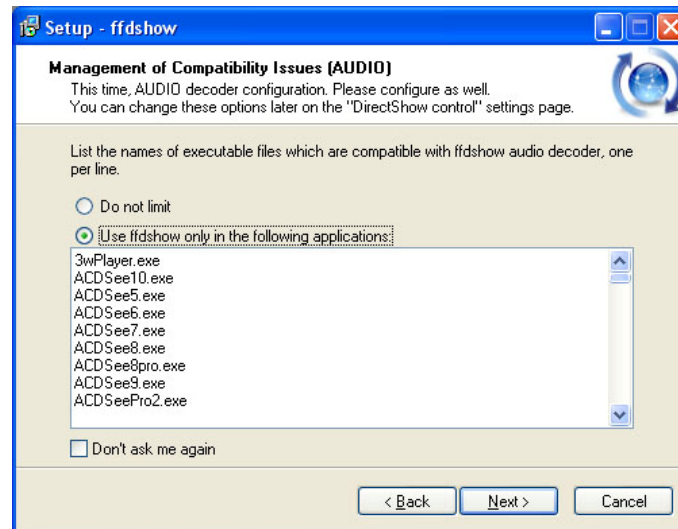 Setup - ffdshow
Management of Compatibility Issues (AUDIO)
This time, AUDIO decoder configuration. Please configure as well.
You can change these options later on the "DirectShow control" settings page.
List the names of executable files which are compatible with ffdshow audio decoder, one
per line.
Do not limit
Use ffdshow only in the following applications:
3wPlayer.exe
ACDSee10.exe
ACDSee5.exe
ACDSee6.exe
ACDSee7.exe
ACDSee8.exe
ACDSee8pro.exe
ACDSee9.exe
ACDSeePro2.exe
Don't ask me again
< Back Next > Cancel